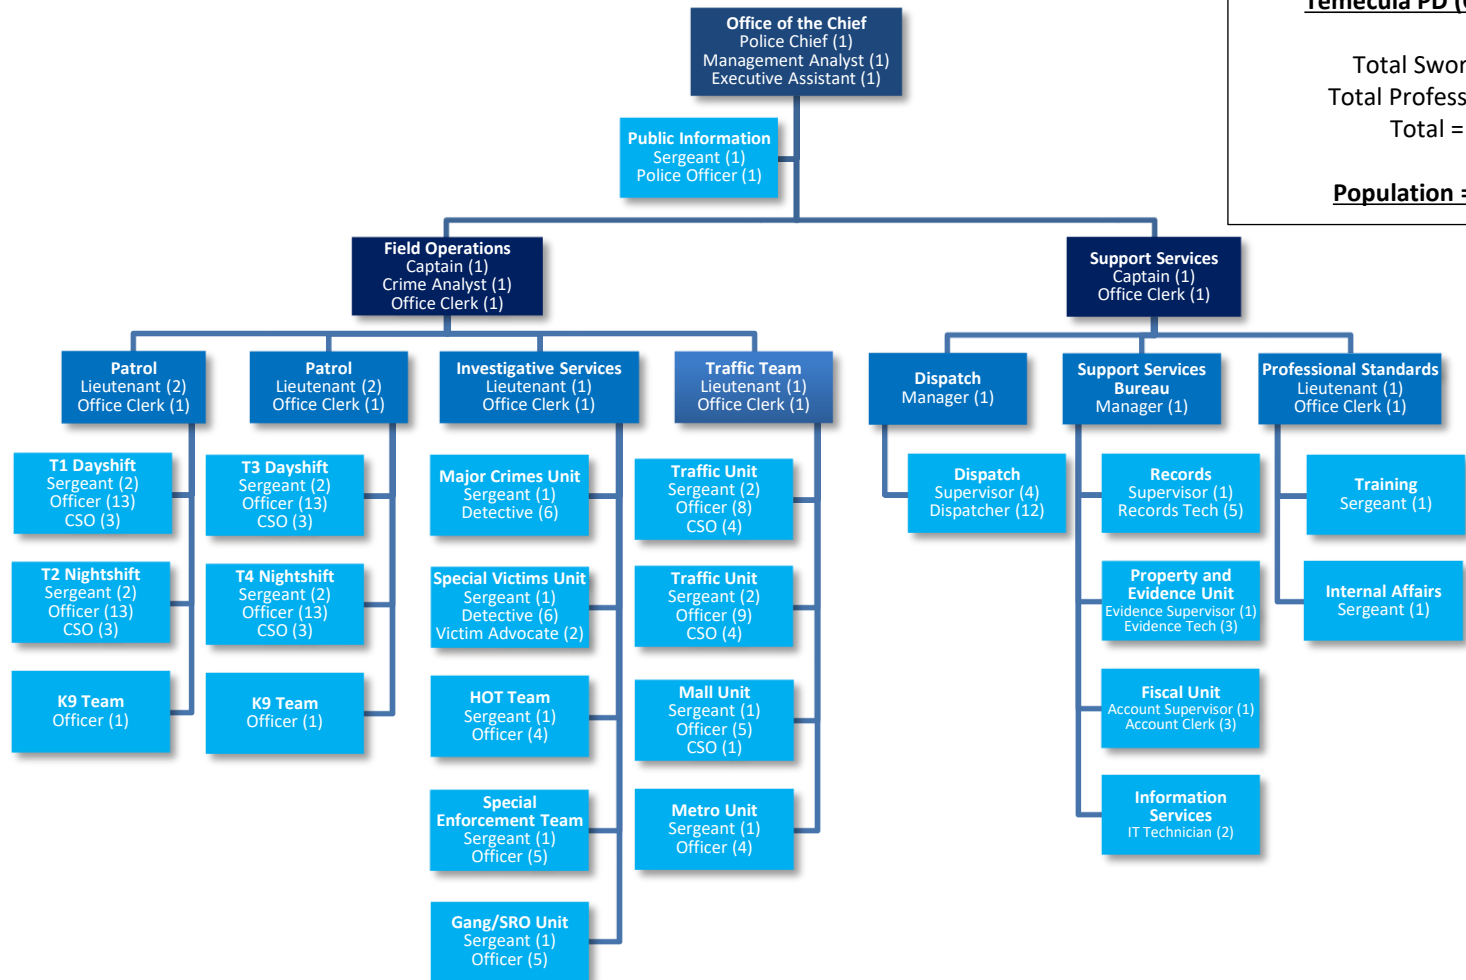 Office of the Chief
Police Chief (1)
Management Analyst (1)
Executive Assistant (1)
Temecula PD (
Total Swor
Total Profess
Total =
Population =
Public Information
Sergeant (1)
Police Officer (1)
Field Operations
Captain (1)
Crime Analyst (1)
Office Clerk (1)
Support Services
Captain (1)
Office Clerk (1)
Patrol
Lieutenant (2)
Office Clerk (1)
Patrol
Lieutenant (2)
Office Clerk (1)
Investigative Services
Lieutenant (1)
Office Clerk (1)
Traffic Team
Lieutenant (1)
Office Clerk (1)
Dispatch
Manager (1)
Support Services
Bureau
Manager (1)
Professional Standards
Lieutenant (1)
Office Clerk (1)
T1 Dayshift
Sergeant (2)
Officer (13)
CSO (3)
T2 Nightshift
Sergeant (2)
Officer (13)
CSO (3)
K9 Team
Officer (1)
T3 Dayshift
Sergeant (2)
Officer (13)
CSO (3)
T4 Nightshift
Sergeant (2)
Officer (13)
CSO (3)
K9 Team
Officer (1)
Major Crimes Unit
Sergeant (1)
Detective (6)
Special Victims Unit
Sergeant (1)
Detective (6)
Victim Advocate (2)
HOT Team
Sergeant (1)
Officer (4)
Special
Enforcement Team
Sergeant (1)
Officer (5)
Gang/SRO Unit
Sergeant (1)
Officer (5)
Traffic Unit
Sergeant (2)
Officer (8)
CSO (4)
Traffic Unit
Sergeant (2)
Officer (9)
CSO (4)
Mall Unit
Sergeant (1)
Officer (5)
CSO (1)
Metro Unit
Sergeant (1)
Officer (4)
Dispatch
Supervisor (4)
Dispatcher (12)
Records
Supervisor (1)
Records Tech (5)
Property and
Evidence Unit
Evidence Supervisor (1)
Evidence Tech (3)
Fiscal Unit
Account Supervisor (1)
Account Clerk (3)
Information
Services
IT Technician (2)
Training
Sergeant (1)
Internal Affairs
Sergeant (1)